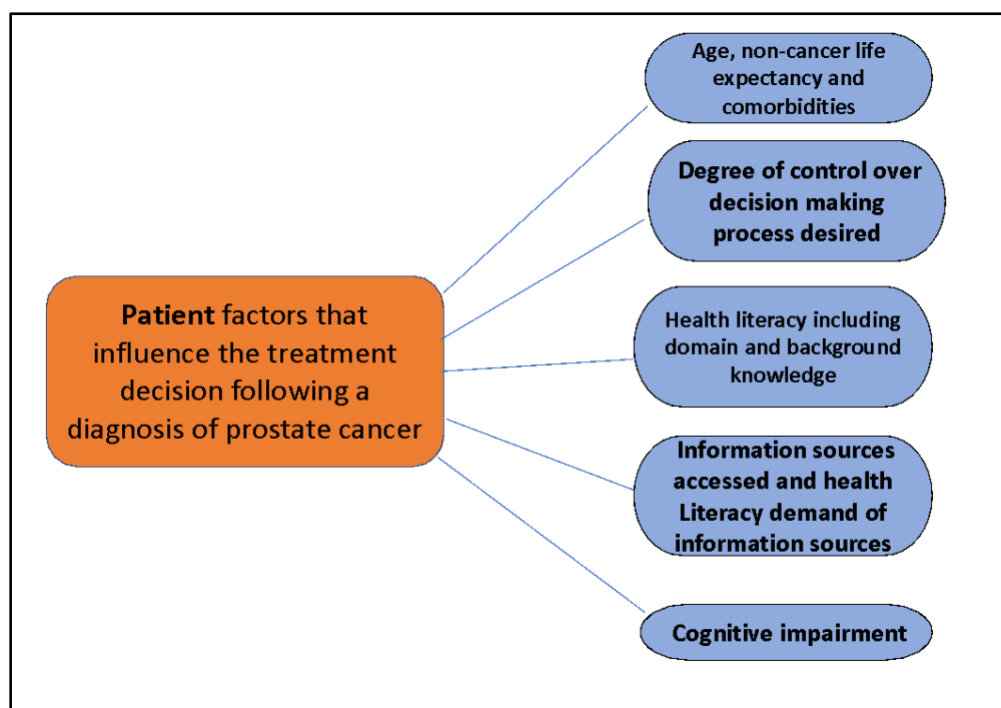 Age, non-cancer life
expectancy and
comorbidities
Degree of control over
decision making
process desired
Patient factors that
influence the treatment
decision following a
diagnosis of prostate cancer
Health literacy including
domain and background
knowledge
Information sources
accessed and health
Literacy demand of
information sources
Cognitive impairment